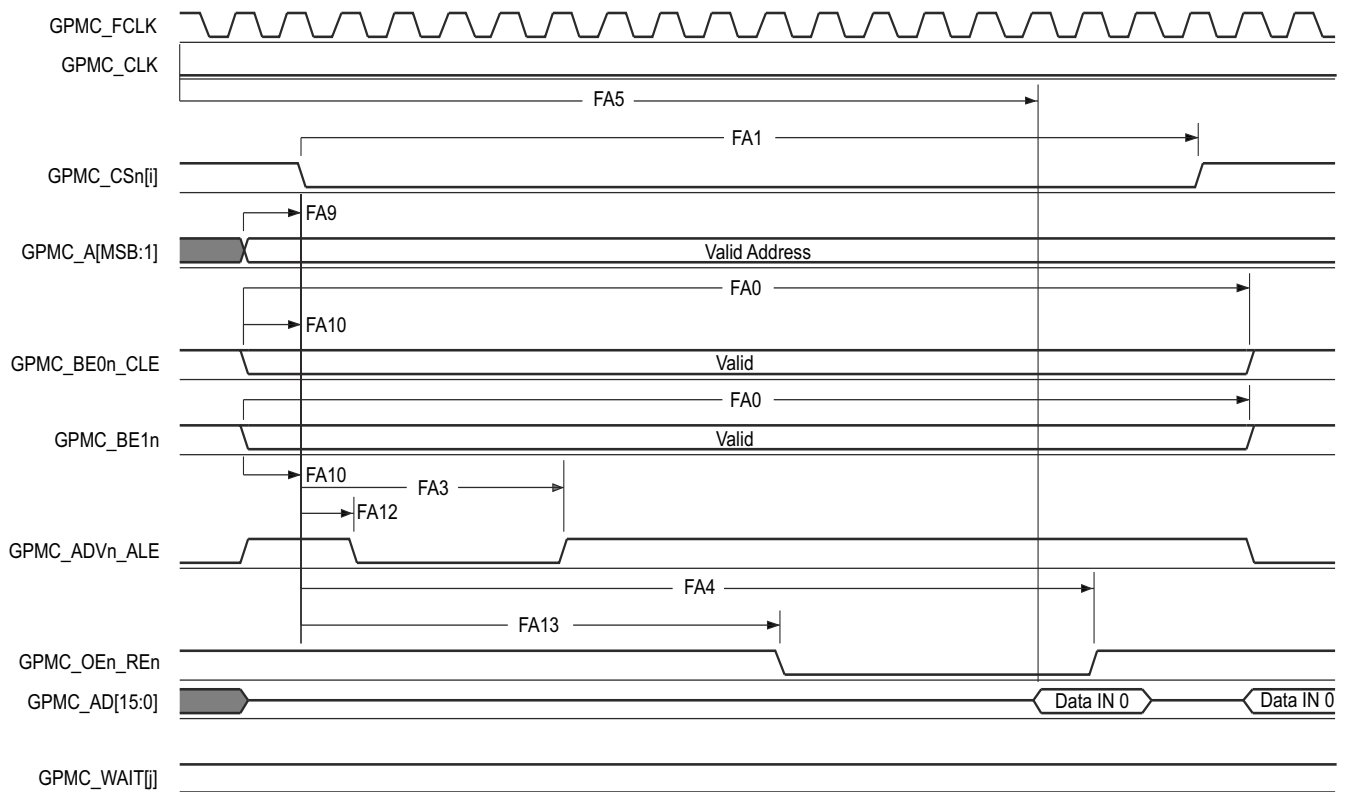 GPMC_FCLK
GPMC_CLK
FA5
FA1
GPMC_CSn[i]
FA9
GPMC_A[MSB:1]
Valid Address
FA0
FA10
GPMC_BE0n_CLE
Valid
FA0
GPMC_BE1n
Valid
FA10
FA3
FA12
GPMC_ADVn_ALE
FA4
FA13
GPMC_OEn_REn
GPMC_AD[15:0]
Data IN 0
Data IN 0
GPMC_WAIT[j]